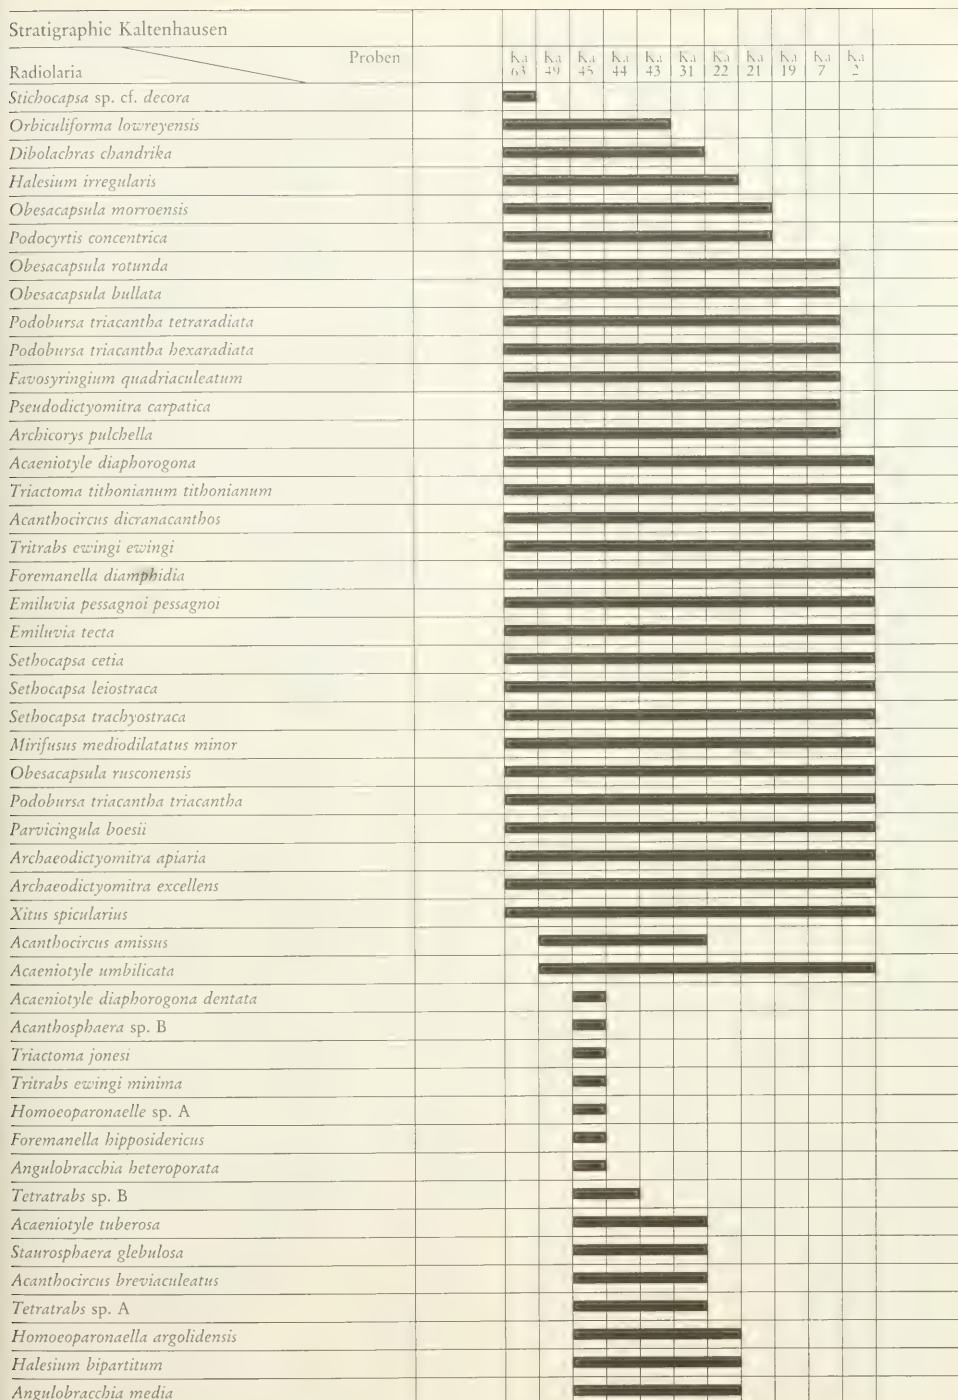 Stratigraphie Kaltenhausen
Proben
Radiolaria
Ka 63 Ka 49 Ka 45 Ka 44 Ka 43 Ka 31 Ka 22 Ka 21 Ka 19 Ka 7 Ka 2
Stichocapsa sp. cf. decora
Orbiculiforma lowreyensis
Dibolachras chandrika
Halesium irregularis
Obesacapsula morroensis
Podocyrtis concentrica
Obesacapsula rotunda
Obesacapsula bullata
Podobursa triacantha tetraradiata
Podobursa triacantha hexaradiata
Favosyringium quadriaculeatum
Pseudodictyomitra carpatica
Archicorys pulchella
Acaeniotyle diaphorogona
Triactoma tithonianum tithonianum
Acanthocircus dicranacanthos
Tritrabs ewingi ewingi
Foremanella diamphidia
Emiluvia pessagnoi pessagnoi
Emiluvia tecta
Sethocapsa cetia
Sethocapsa leiostraca
Sethocapsa trachyostraca
Mirifusus mediodilatatus minor
Obesacapsula rusconensis
Podobursa triacantha triacantha
Parvicingula boesii
Archaeodictyomitra apiaria
Archaeodictyomitra excellens
Xitus spicularius
Acanthocircus amissus
Acaeniotyle umbilicata
Acaeniotyle diaphorogona dentata
Acanthosphaera sp. B
Triactoma jonesi
Tritrabs ewingi minima
Homoeoparonaelle sp. A
Foremanella hipposidericus
Angulobracchia heteroporata
Tetratrabs sp. B
Acaeniotyle tuberosa
Staurosphaera glebulosa
Acanthocircus breviaculeatus
Tetratrabs sp. A
Homoeoparonaella argolidensis
Halesium bipartitum
Angulobracchia media